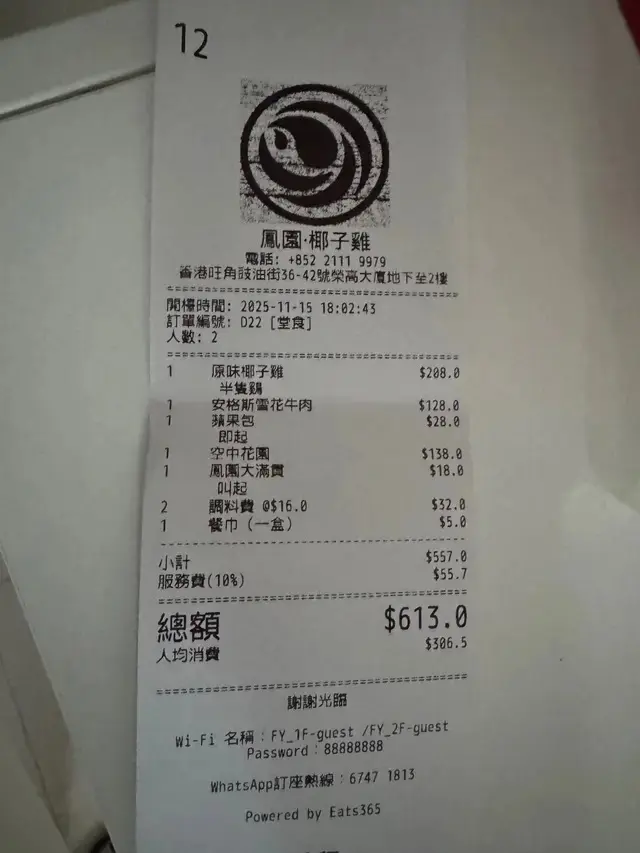 12
鳳園·椰子雞
電話: +852 2111 9979
香港旺角豉油街36-42號榮高大廈地下至2樓
開檯時間: 2025-11-15 18:02:43
訂單編號: D22 [堂食]
人數: 2
1 原味椰子雞 $208.0
半隻鷄
1 安格斯雪花牛肉 $128.0
1 蘋果包 $28.0
即起
1 空中花園 $138.0
1 鳳園大滿貫 $18.0
叫起
2 調料費 @$16.0 $32.0
1 餐巾（一盒） $5.0
小計 $557.0
服務費(10%) $55.7
總額 $613.0
人均消費 $306.5
謝謝光臨
Wi-Fi 名稱：FY_1F-guest /FY_2F-guest
Password：88888888
WhatsApp訂座熱線：6747 1813
Powered by Eats365